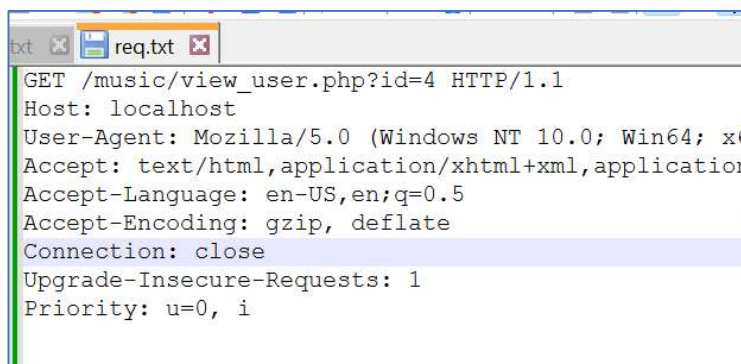 txt req.txt
GET /music/view_user.php?id=4 HTTP/1.1
Host: localhost
User-Agent: Mozilla/5.0 (Windows NT 10.0; Win64; x6
Accept: text/html,application/xhtml+xml,application
Accept-Language: en-US,en;q=0.5
Accept-Encoding: gzip, deflate
Connection: close
Upgrade-Insecure-Requests: 1
Priority: u=0, i